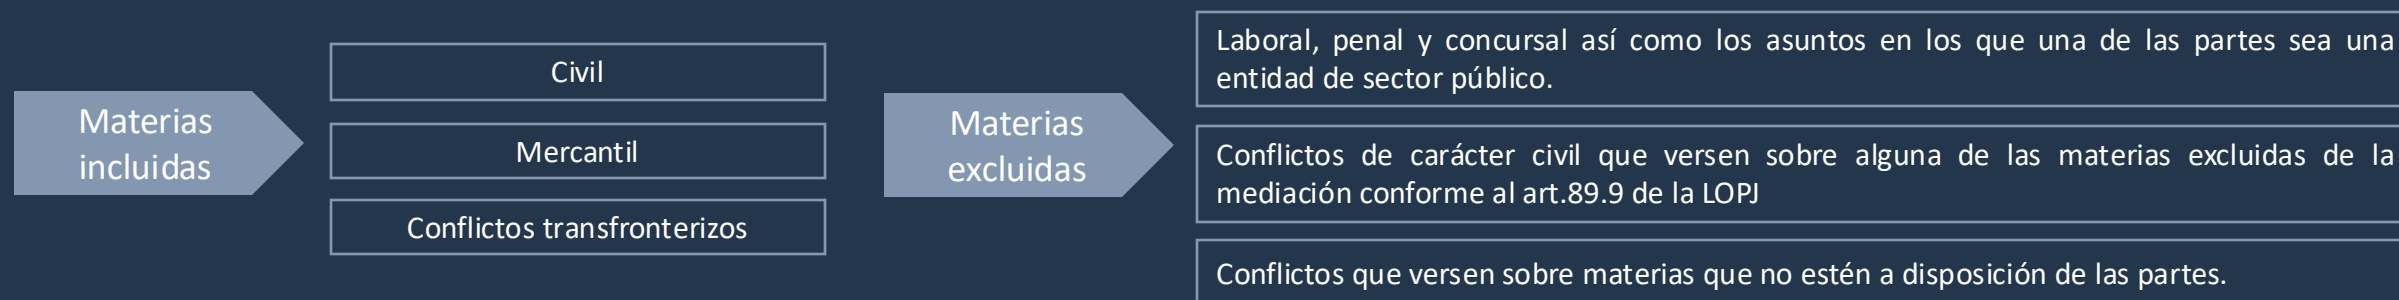 Materias
incluidas
Civil
Mercantil
Conflictos transfronterizos
Materias
excluidas
Laboral, penal y concursal así como los asuntos en los que una de las partes sea una
entidad de sector público.
Conflictos de carácter civil que versen sobre alguna de las materias excluidas de la
mediación conforme al art.89.9 de la LOPJ
Conflictos que versen sobre materias que no estén a disposición de las partes.